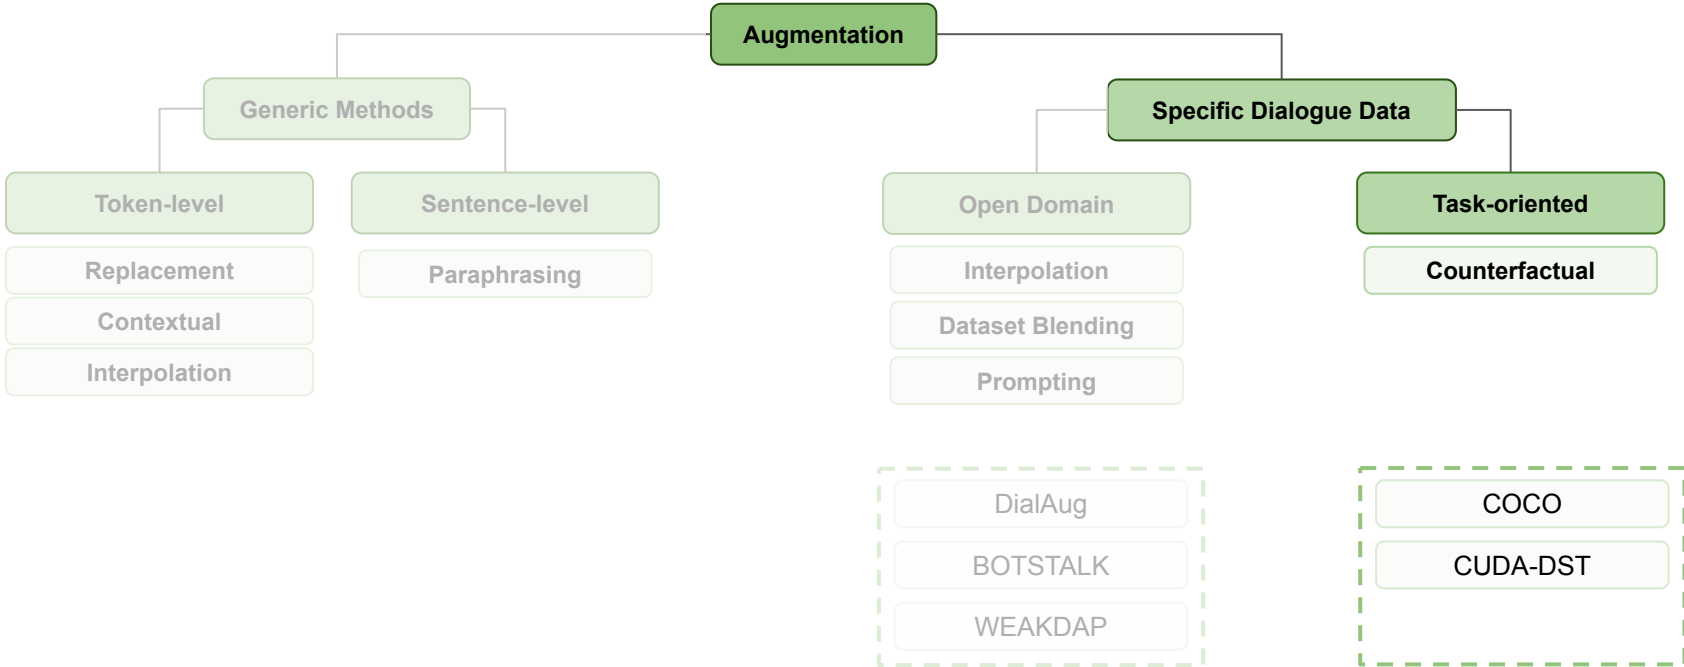 Augmentation
Generic Methods
Specific Dialogue Data
Token-level
Sentence-level
Open Domain
Task-oriented
Replacement
Contextual
Interpolation
Paraphrasing
Interpolation
Dataset Blending
Prompting
Counterfactual
DialAug
BOTSTALK
WEAKDAP
COCO
CUDA-DST